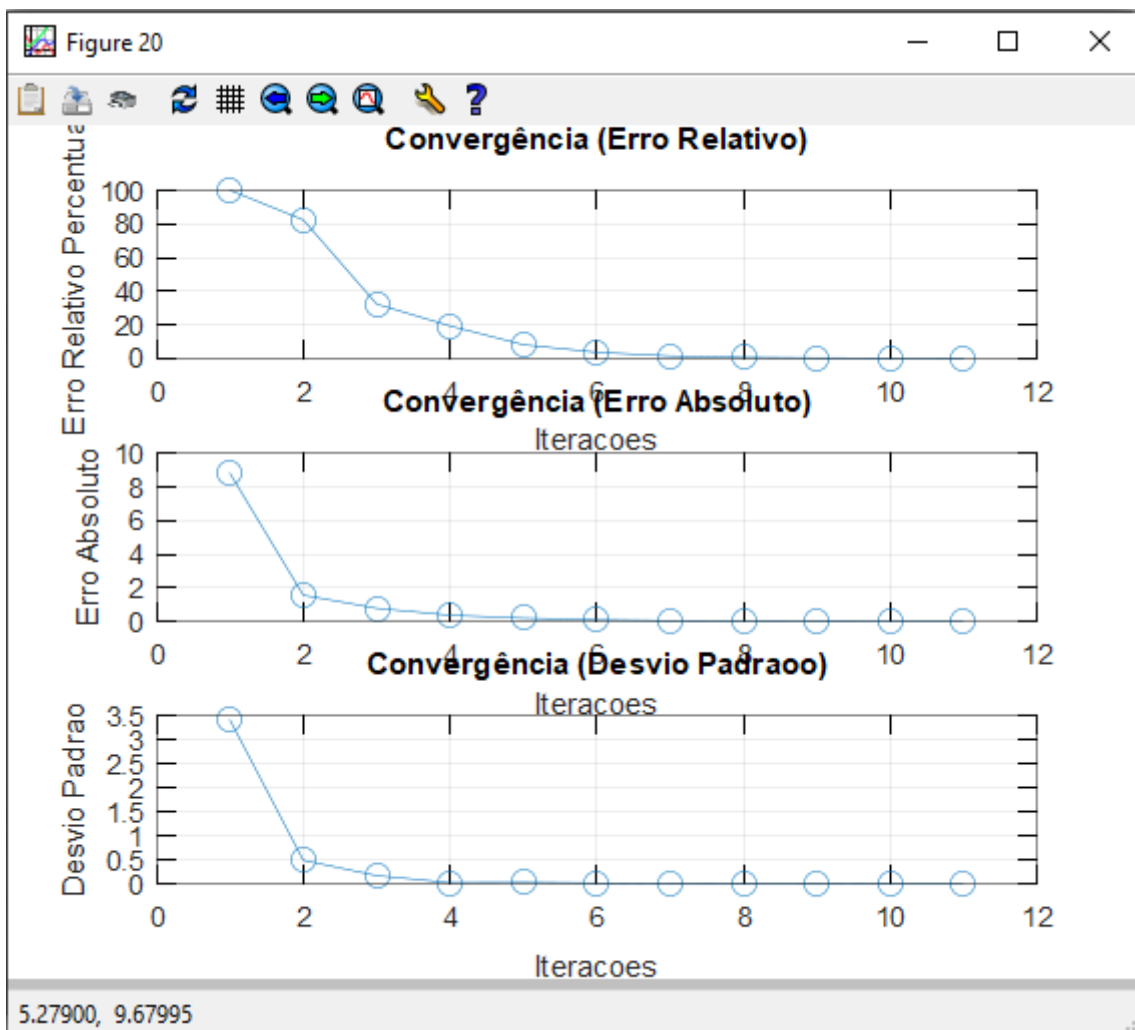 Figure 20
Convergência (Erro Relativo)
Erro Relativo Percentua
100
80
60
40
20
0
0 2 4 6 8 10 12
Iteracoes
Convergência (Erro Absoluto)
Erro Absoluto
10
8
6
4
2
0
0 2 4 6 8 10 12
Iteracoes
Convergência (Desvio Padraoo)
Desvio Padrao
3.5
3
2.5
2
1.5
1
0.5
0
0 2 4 6 8 10 12
Iteracoes
5.27900, 9.67995